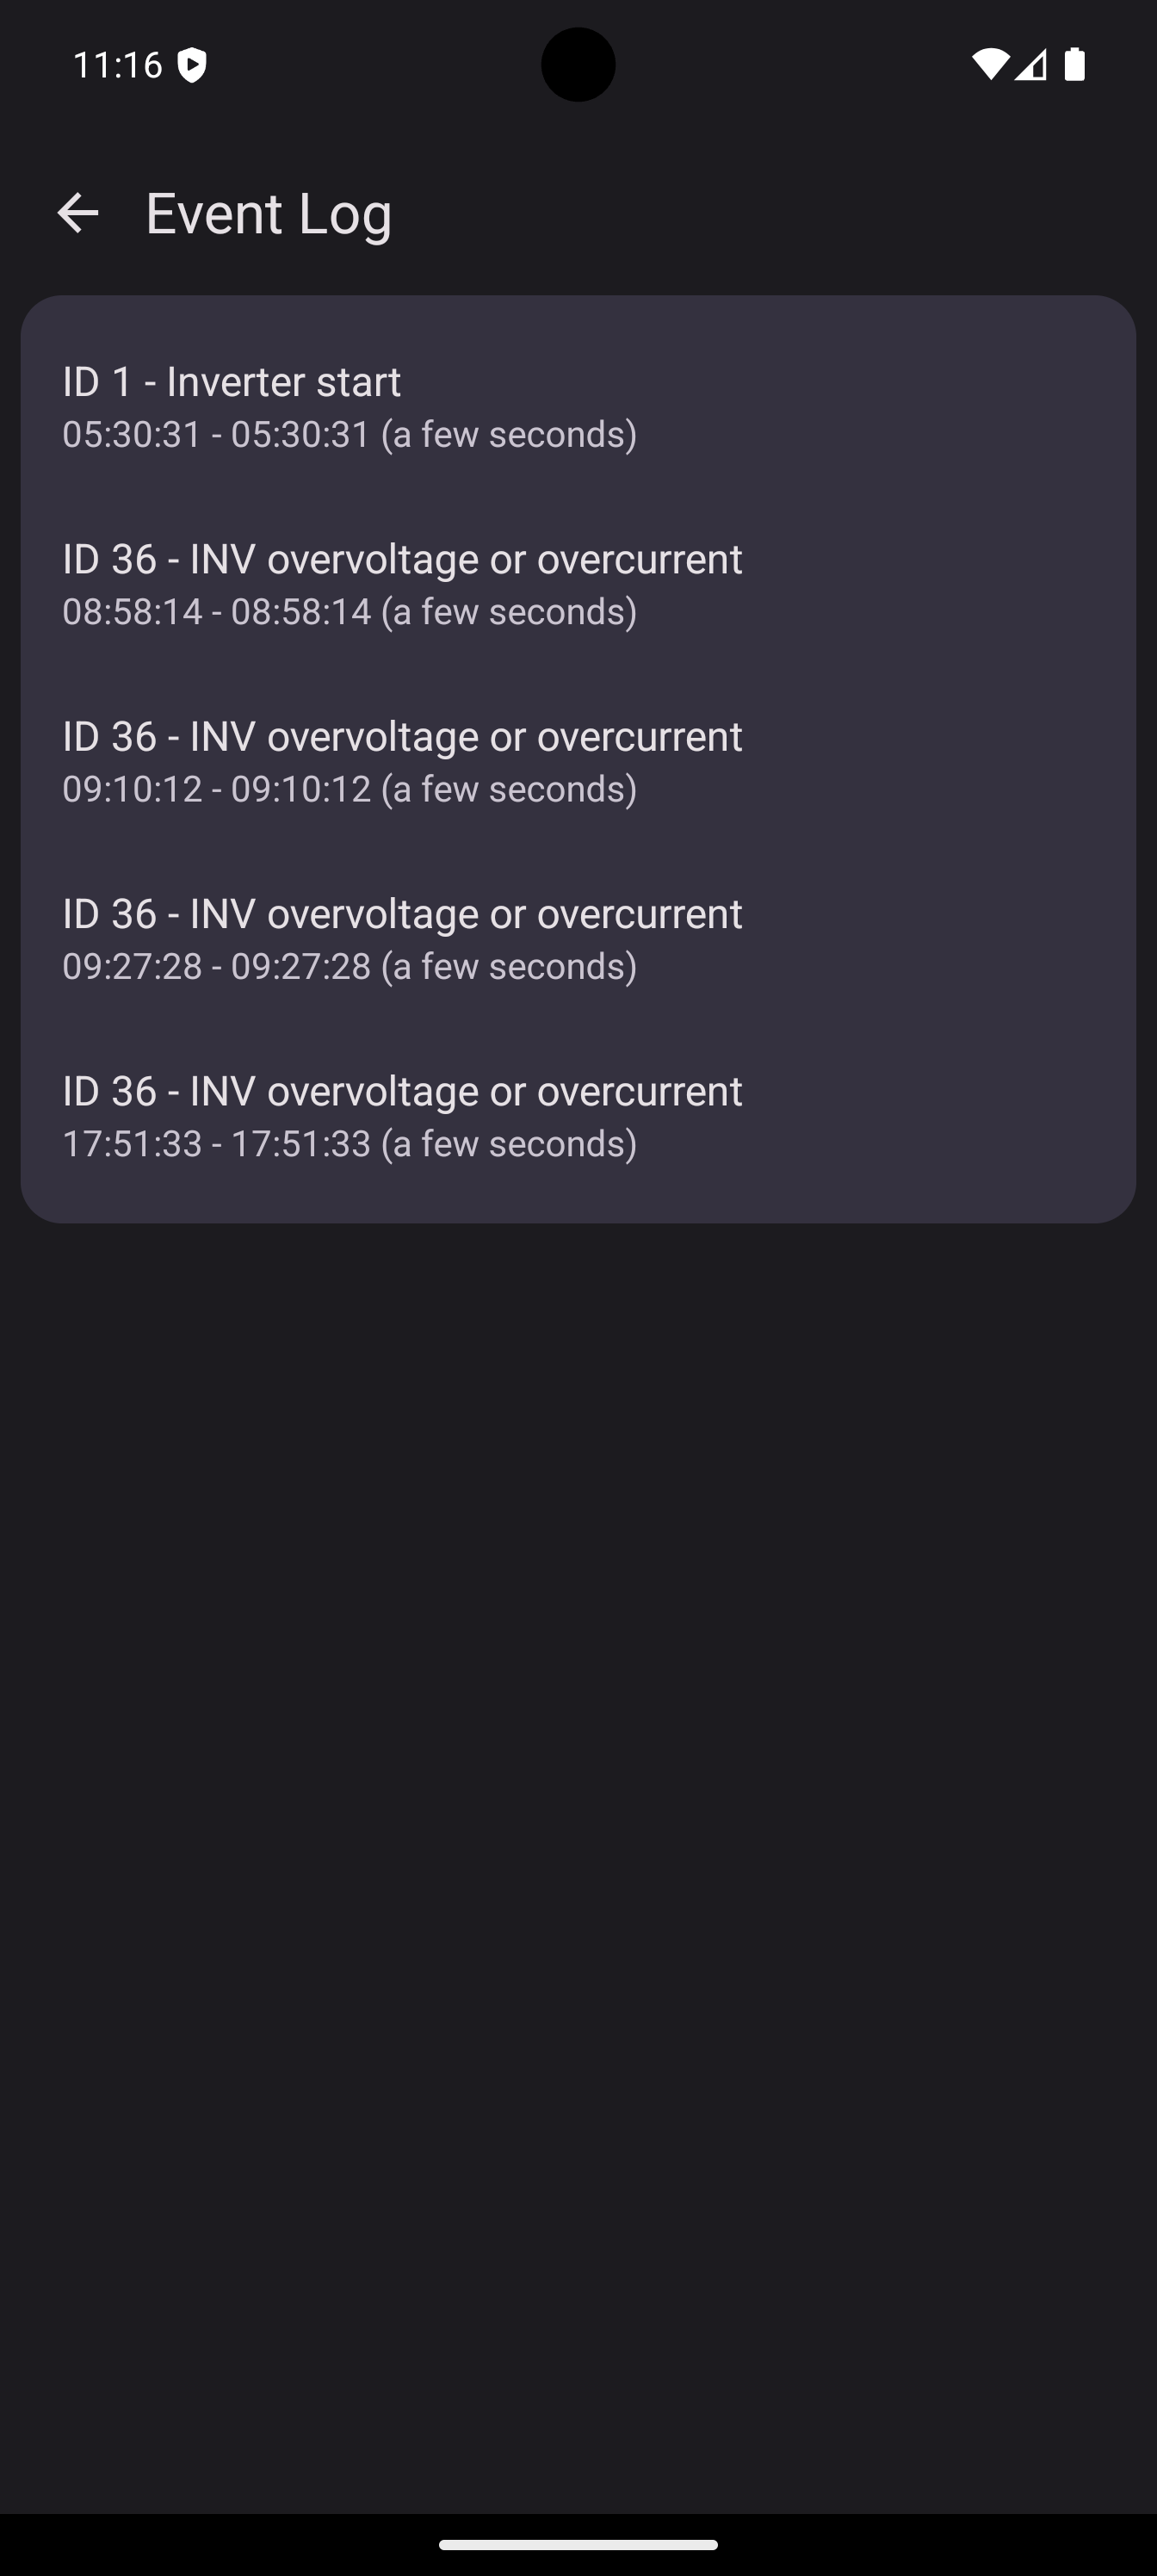 11:16
Event Log
ID 1 - Inverter start
05:30:31 - 05:30:31 (a few seconds)
ID 36 - INV overvoltage or overcurrent
08:58:14 - 08:58:14 (a few seconds)
ID 36 - INV overvoltage or overcurrent
09:10:12 - 09:10:12 (a few seconds)
ID 36 - INV overvoltage or overcurrent
09:27:28 - 09:27:28 (a few seconds)
ID 36 - INV overvoltage or overcurrent
17:51:33 - 17:51:33 (a few seconds)